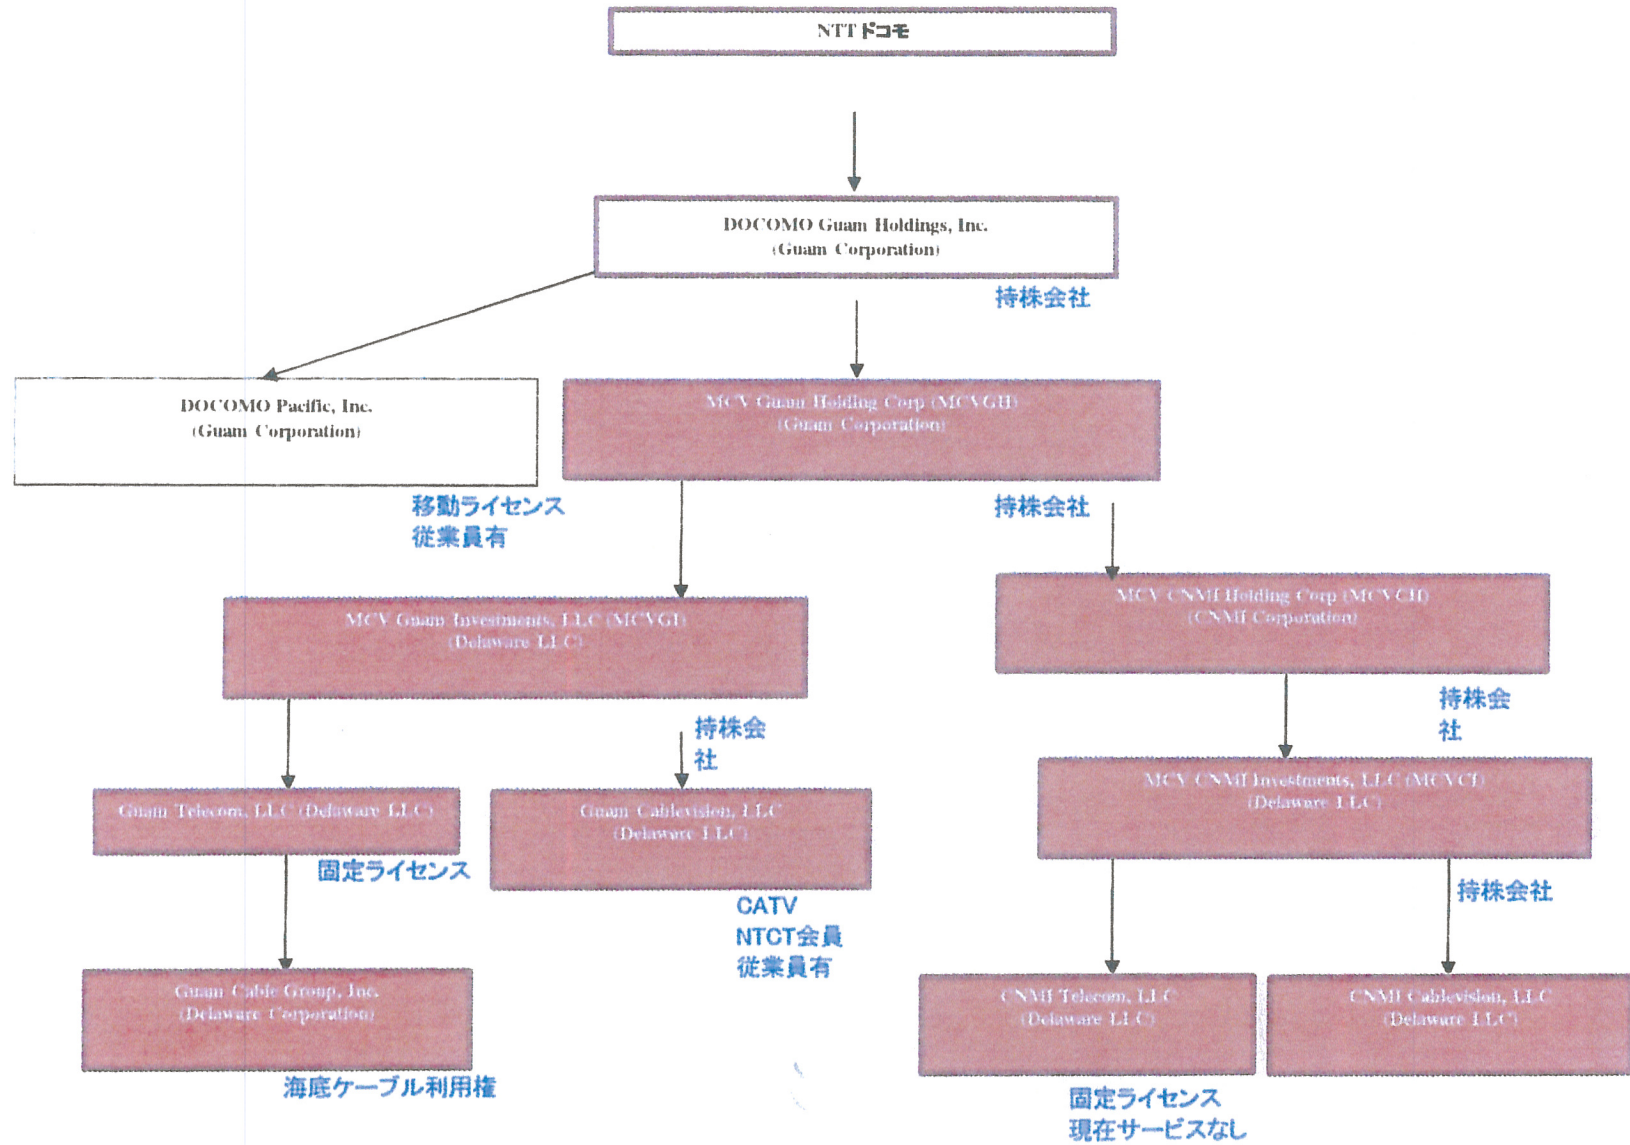 NTTドコモ
DOCOMO Guam Holdings, Inc.
(Guam Corporation)
持株会社
DOCOMO Pacific, Inc.
(Guam Corporation)
移動ライセンス
従業員有
MCV Guam Holding Corp (MCVGH)
(Guam Corporation)
持株会社
MCV Guam Investments, LLC (MCVGI)
(Delaware LLC)
持株会
社
MCV CNMI Holding Corp (MCVCH)
(CNMI Corporation)
持株会
社
Guam Telecom, LLC (Delaware LLC)
固定ライセンス
Guam Cablevision, LLC
(Delaware LLC)
CATV
NTCT会員
従業員有
MCV CNMI Investments, LLC (MCVCI)
(Delaware LLC)
持株会社
Guam Cable Group, Inc.
(Delaware Corporation)
海底ケーブル利用権
CNMI Telecom, LLC
(Delaware LLC)
固定ライセンス
現在サービスなし
CNMI Cablevision, LLC
(Delaware LLC)